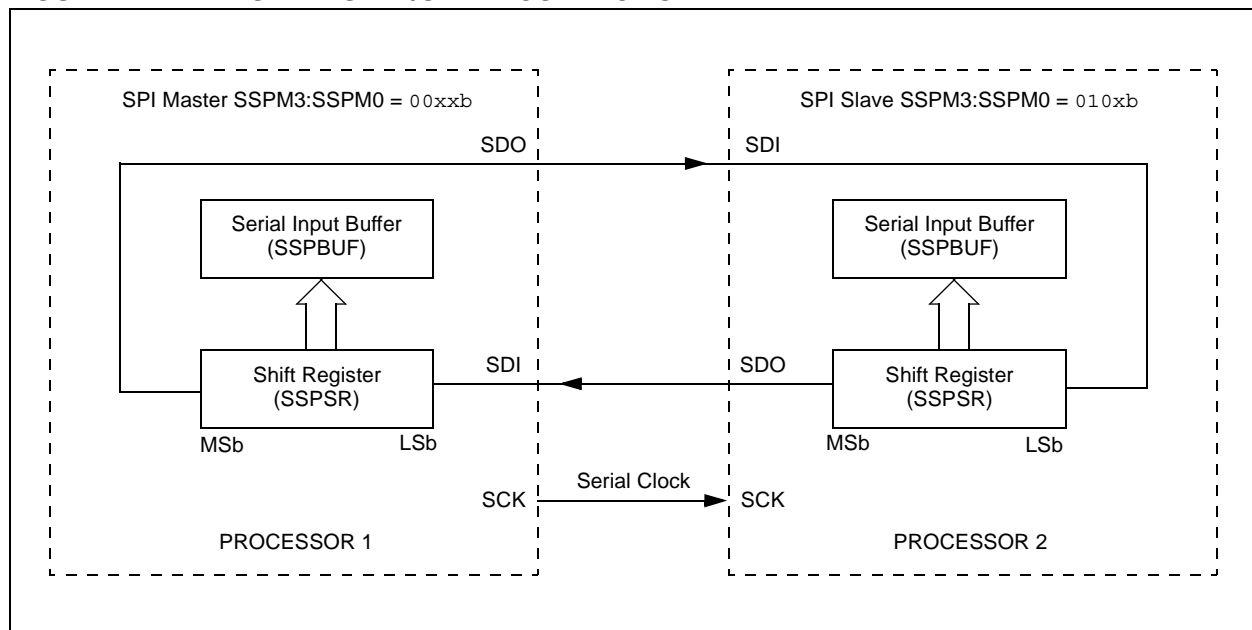 SPI Master SSPM3:SSPM0 = 00xxb
SPI Slave SSPM3:SSPM0 = 010xb
SDO
SDI
Serial Input Buffer
(SSPBUF)
Serial Input Buffer
(SSPBUF)
SDI
SDO
Shift Register
(SSPSR)
Shift Register
(SSPSR)
MSb
LSb
MSb
LSb
Serial Clock
SCK
SCK
PROCESSOR 1
PROCESSOR 2